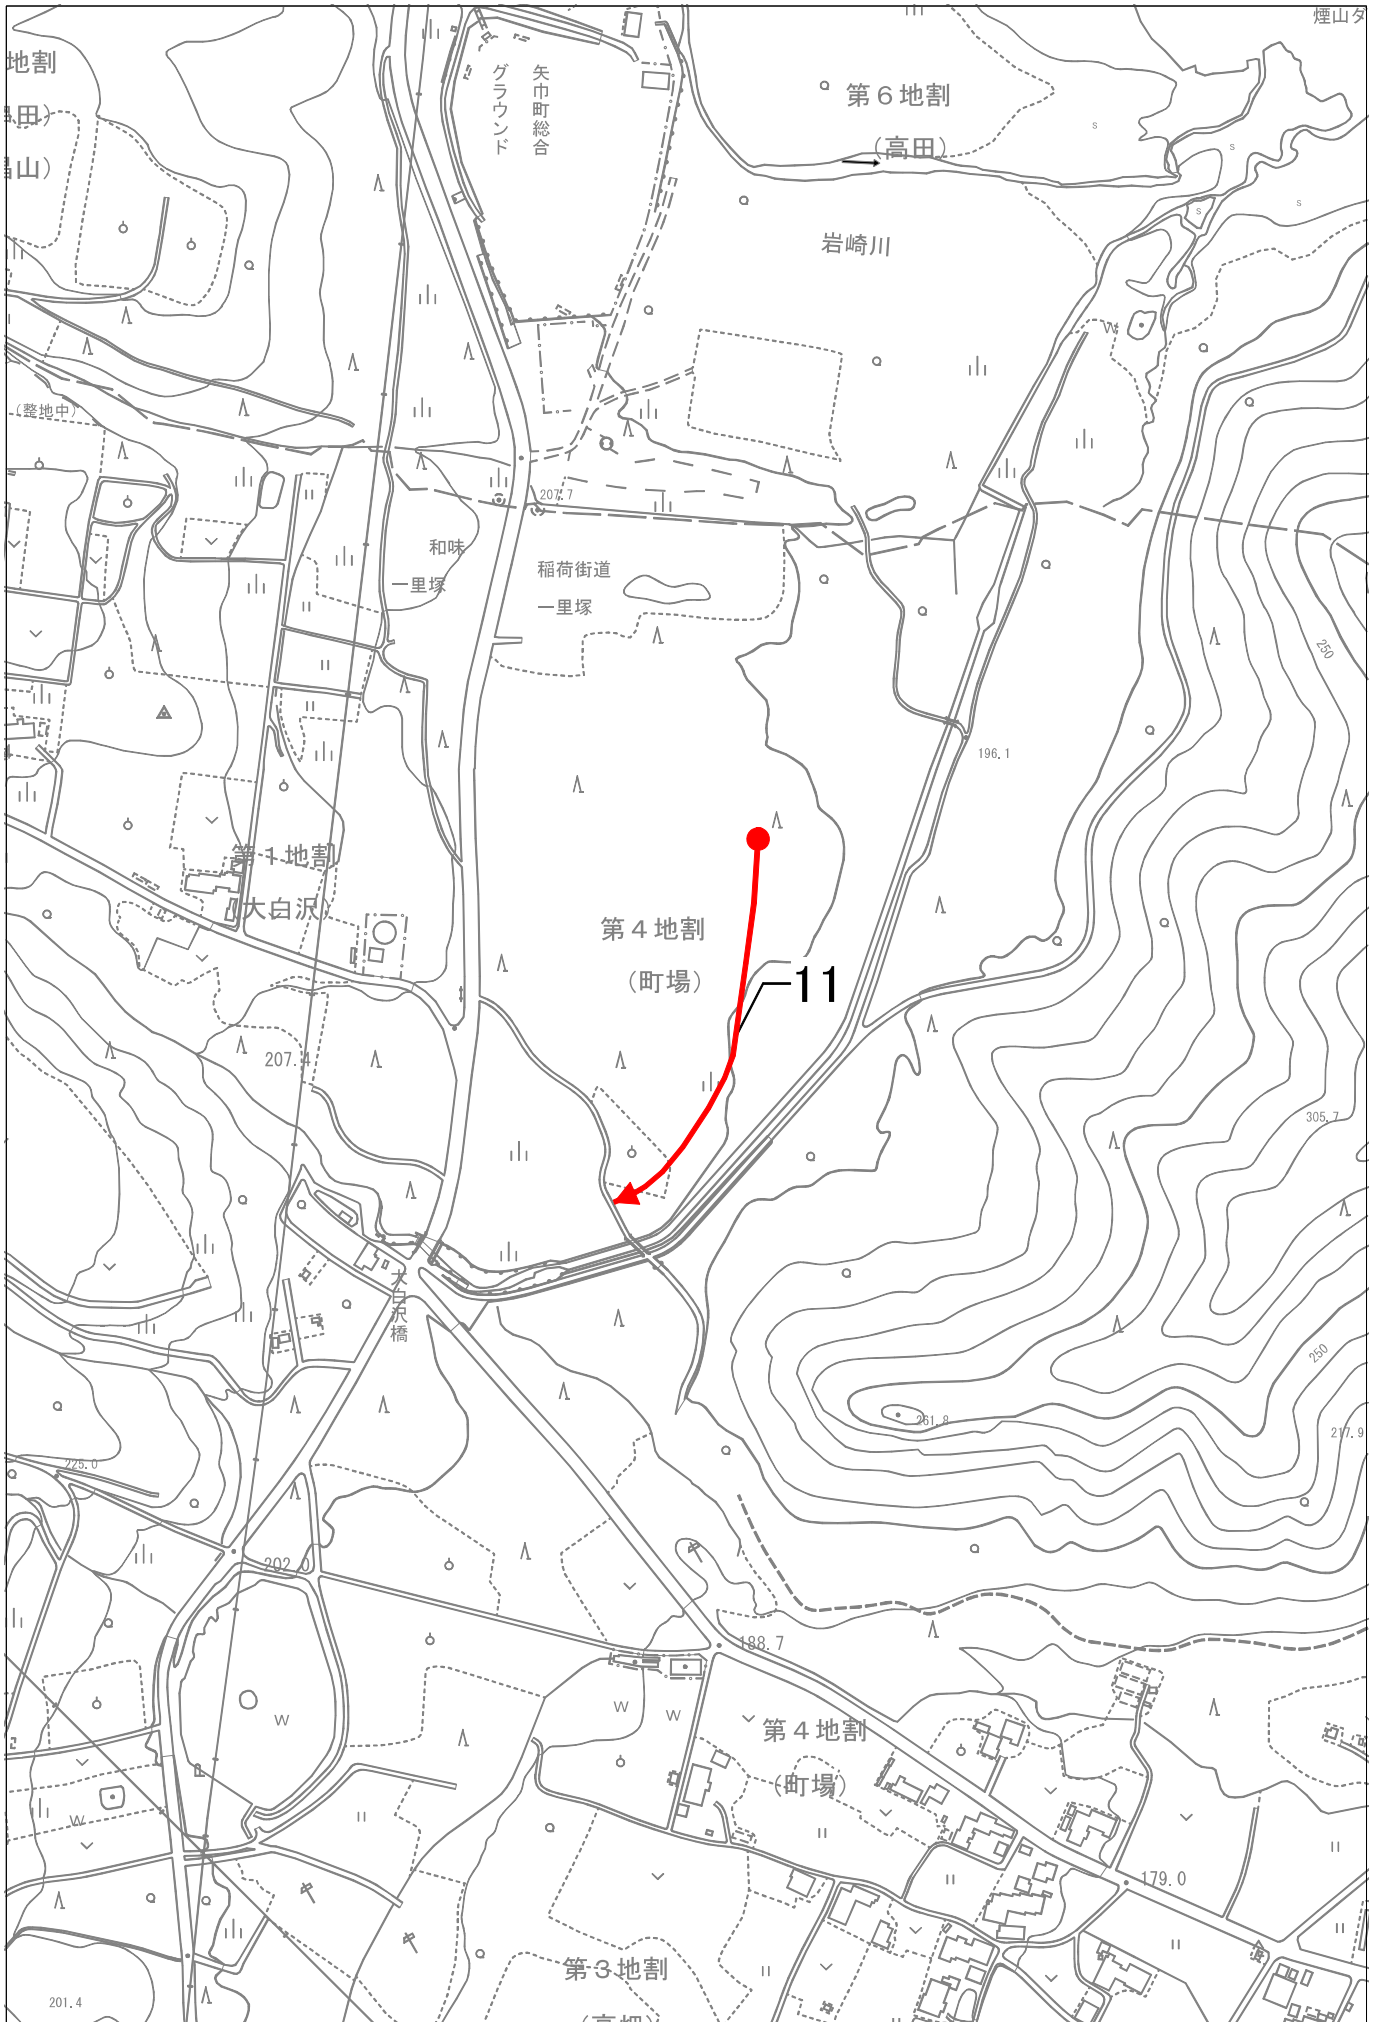 煙山ダ
地割
田)
山)
矢巾町総合
グラウンド
第6地割
(高田)
岩崎川
(整地中)
207.7
和味
一里塚
稲荷街道
一里塚
250
196.1
第1地割
(大白沢)
第4地割
(町場)
11
207.4
305.7
大白沢橋
250
261.8
217.9
225.0
202.0
188.7
第4地割
(町場)
179.0
第3地割
201.4